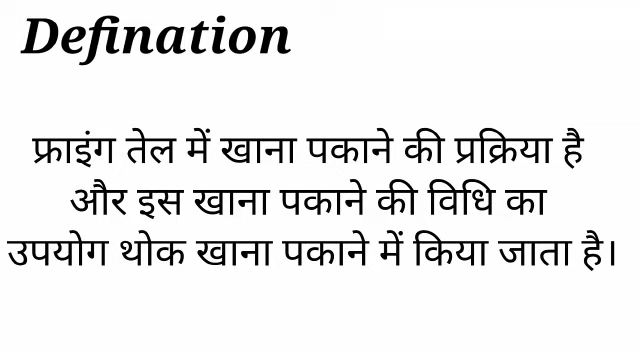 Defination
फ्राइंग तेल में खाना पकाने की प्रक्रिया है
और इस खाना पकाने की विधि का
उपयोग थोक खाना पकाने में किया जाता है।